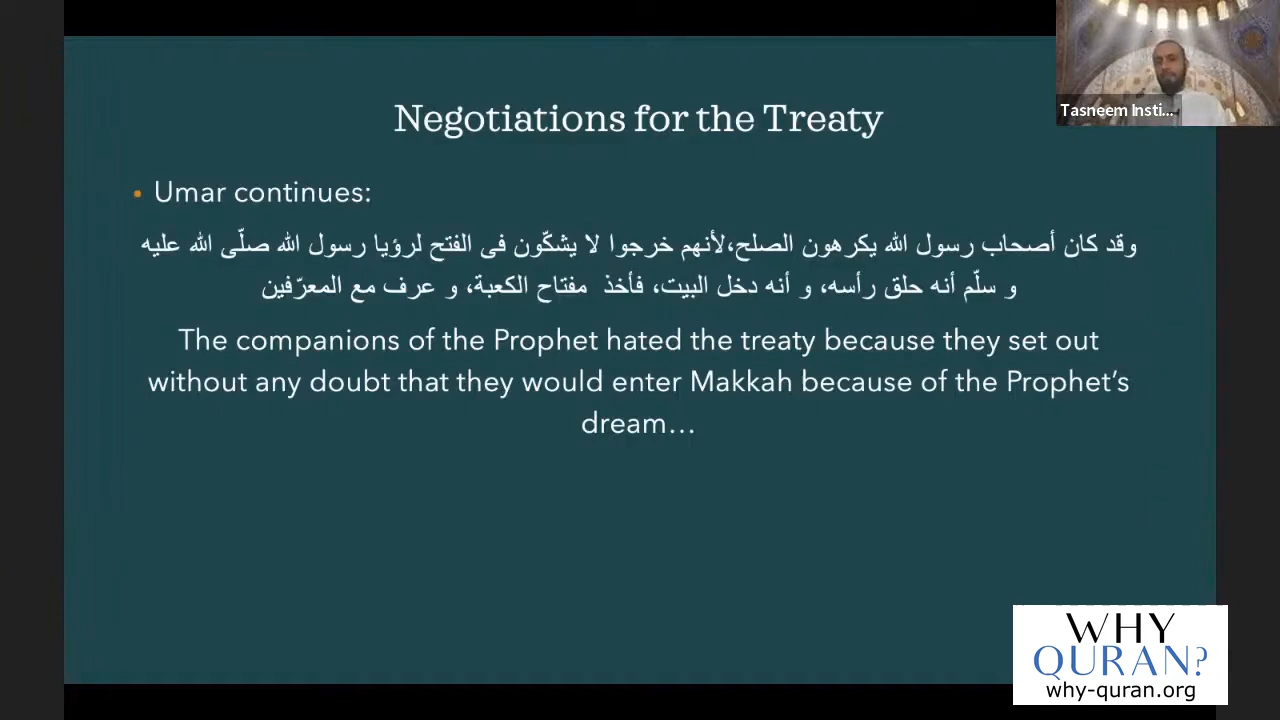 Tasneem Insti...
Negotiations for the Treaty
• Umar continues:
وقد كان أصحاب رسول الله يكرهون الصلح،لأنهم خرجوا لا يشكّون فى الفتح لرؤيا رسول الله صلّى الله عليه
و سلّم أنه حلق رأسه، و أنه دخل البيت، فأخذ مفتاح الكعبة، و عرف مع المعرّفين
The companions of the Prophet hated the treaty because they set out
without any doubt that they would enter Makkah because of the Prophet’s
dream…
WHY
QURAN?
why-quran.org